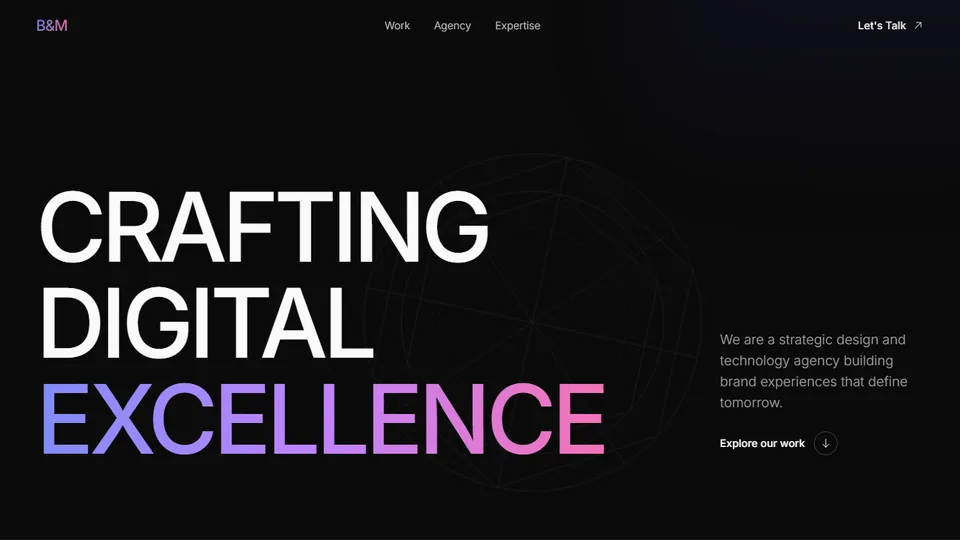 B&M
Work
Agency
Expertise
Let's Talk
CRAFTING
DIGITAL
EXCELLENCE
We are a strategic design and
technology agency building
brand experiences that define
tomorrow.
Explore our work